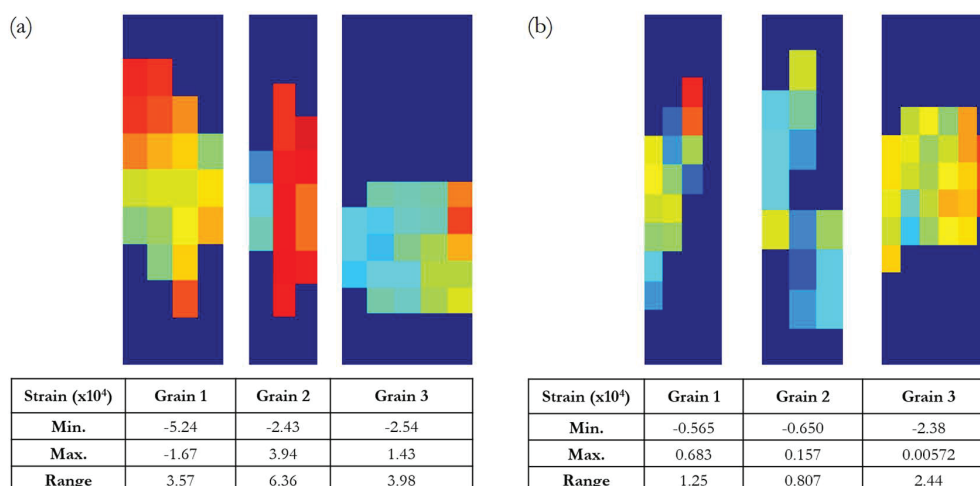 (a)
Strain (x10⁴) Grain 1 Grain 2 Grain 3
Min. -5.24 -2.43 -2.54
Max. -1.67 3.94 1.43
Range 3.57 6.36 3.98
(b)
Strain (x10⁴) Grain 1 Grain 2 Grain 3
Min. -0.565 -0.650 -2.38
Max. 0.683 0.157 0.00572
Range 1.25 0.807 2.44